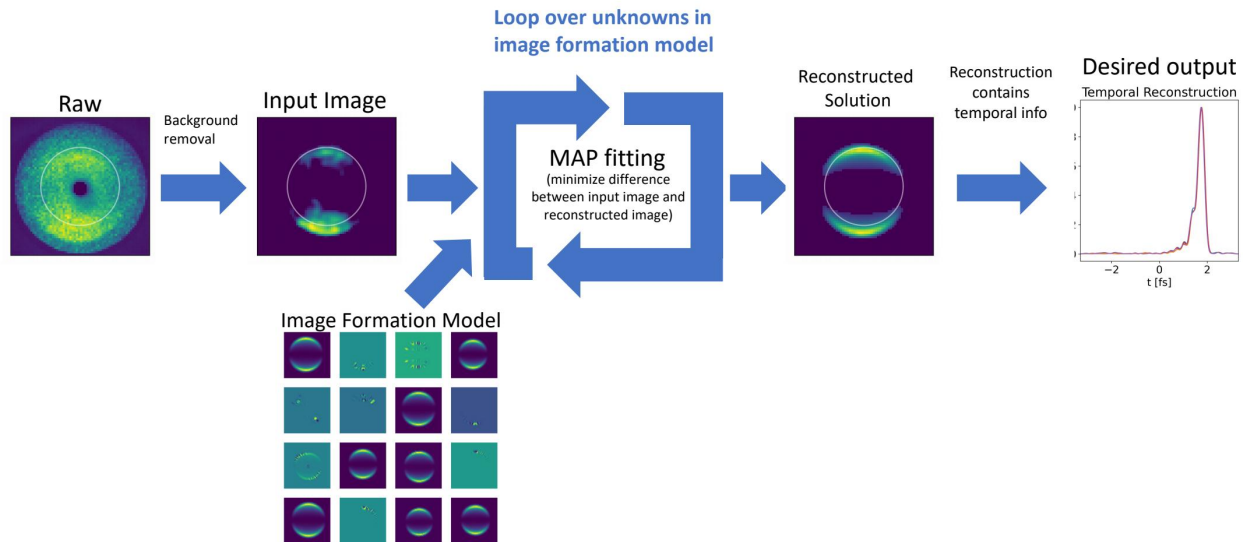 Loop over unknowns in
image formation model
Raw
Background
removal
Input Image
MAP fitting
(minimize difference
between input image and
reconstructed image)
Reconstructed
Solution
Reconstruction
contains
temporal info
Desired output
Temporal Reconstruction
−2
0
2
t [fs]
Image Formation Model